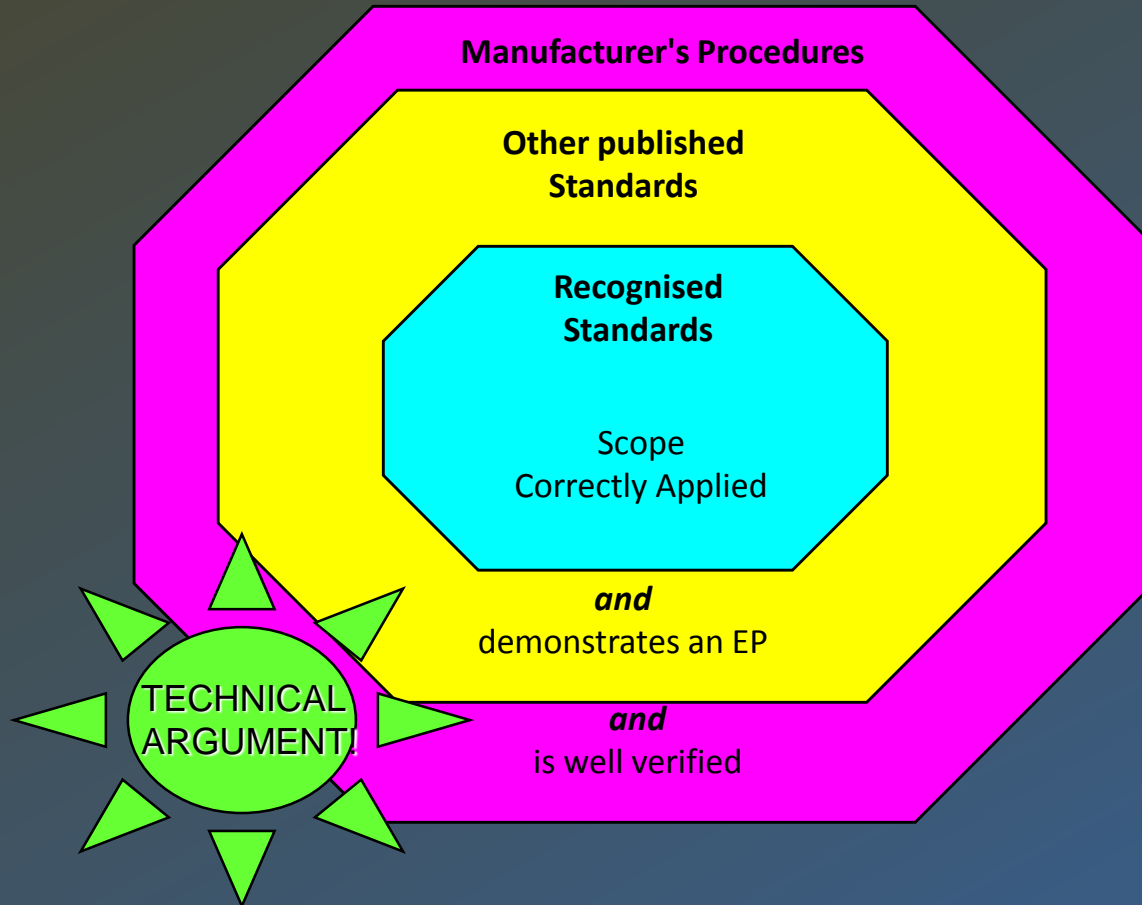 Manufacturer's Procedures
Other published
Standards
Recognised
Standards
Scope
Correctly Applied
and
demonstrates an EP
and
is well verified
TECHNICAL
ARGUMENT!